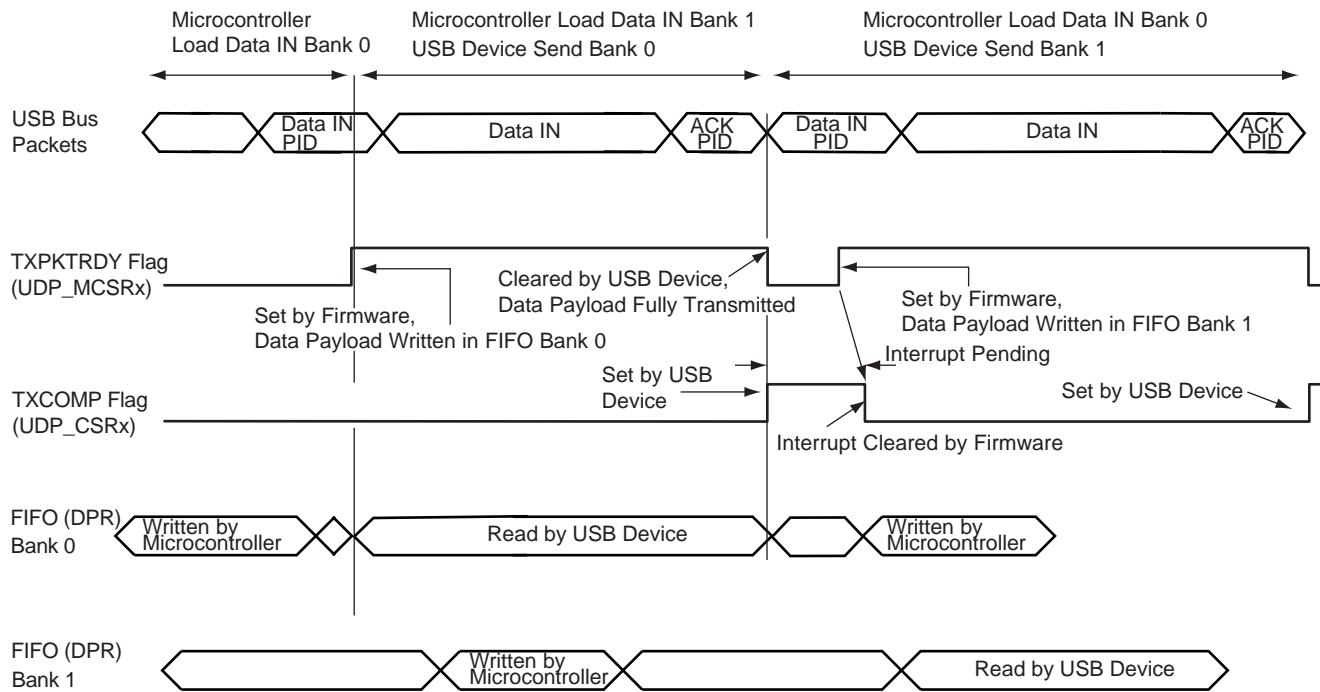 Microcontroller
Load Data IN Bank 0
Microcontroller Load Data IN Bank 1
USB Device Send Bank 0
Microcontroller Load Data IN Bank 0
USB Device Send Bank 1
USB Bus
Packets
Data IN
PID
Data IN
ACK
PID
Data IN
PID
Data IN
ACK
PID
TXPKTRDY Flag
(UDP_MCSRx)
Set by Firmware,
Data Payload Written in FIFO Bank 0
Cleared by USB Device,
Data Payload Fully Transmitted
Set by Firmware,
Data Payload Written in FIFO Bank 1
Interrupt Pending
TXCOMP Flag
(UDP_CSRx)
Set by USB
Device
Set by USB Device
Interrupt Cleared by Firmware
FIFO (DPR)
Bank 0
Written by
Microcontroller
Read by USB Device
Written by
Microcontroller
FIFO (DPR)
Bank 1
Written by
Microcontroller
Read by USB Device